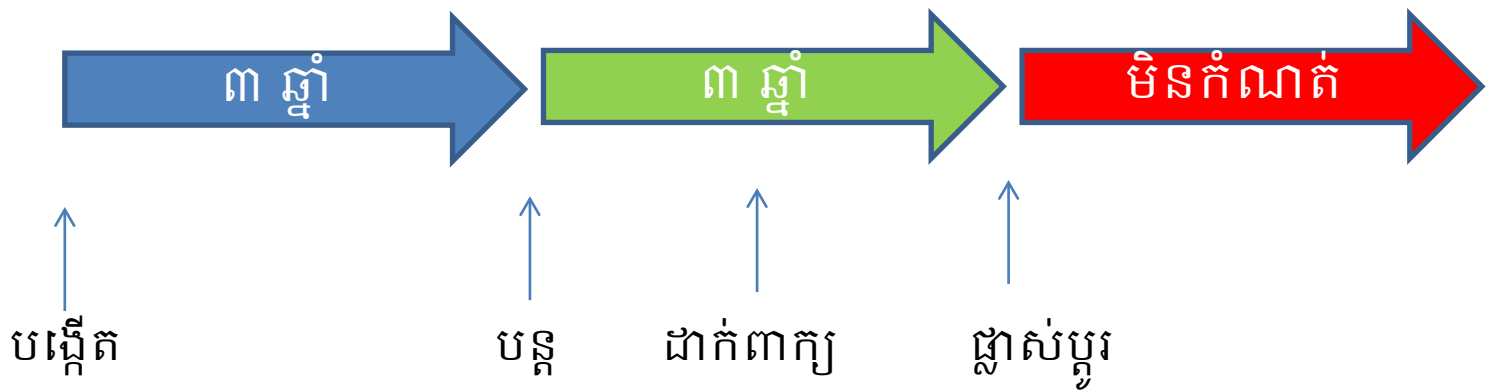 ៣ ឆ្នាំ ៣ ឆ្នាំ មិនកំណត់
បង្កើត បន្ត ដាក់ពាក្យ ផ្លាស់ប្តូរ